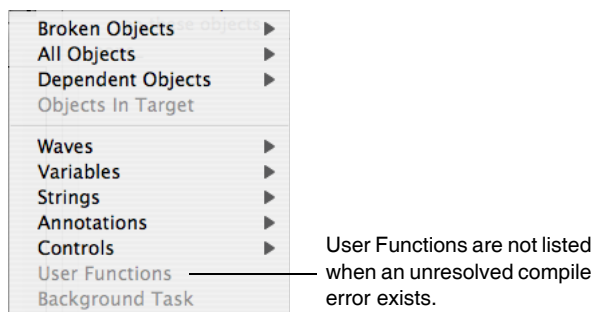 Broken Objects
All Objects
Dependent Objects
Objects In Target
Waves
Variables
Strings
Annotations
Controls
User Functions
Background Task
User Functions are not listed
when an unresolved compile
error exists.